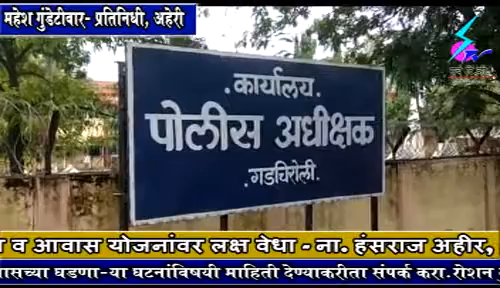 महेश गुंडेटीवार- प्रतिनिधी, अहेरी
.कार्यालय.
पोलीस अधीक्षक
.गडचिरोली.
व आवास योजनांवर लक्ष वेधा - ना. हंसराज अहीर,
घडणा-या घटनांविषयी माहिती देण्याकरीता संपर्क करा. रोशन